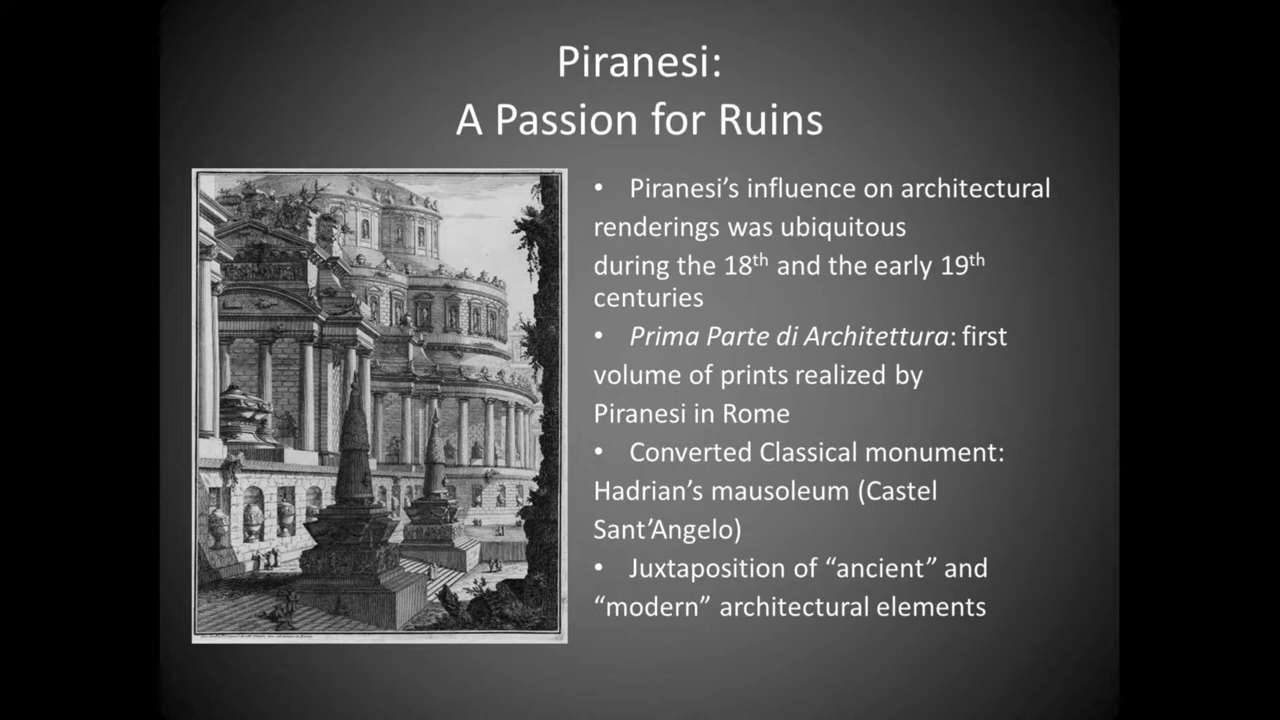 Piranesi:
A Passion for Ruins
• Piranesi’s influence on architectural
renderings was ubiquitous
during the 18th and the early 19th
centuries
• Prima Parte di Architettura: first
volume of prints realized by
Piranesi in Rome
• Converted Classical monument:
Hadrian’s mausoleum (Castel
Sant’Angelo)
• Juxtaposition of “ancient” and
“modern” architectural elements